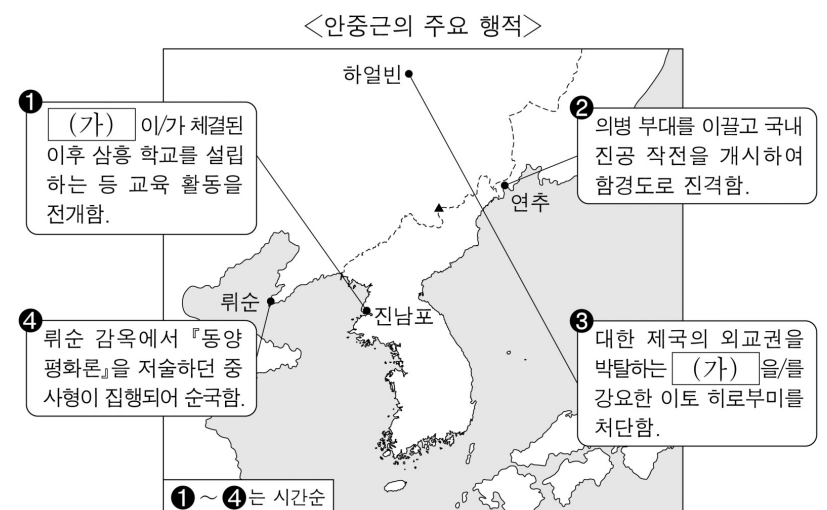 <안중근의 주요 행적>
하얼빈
❶
(가) 이/가 체결된
이후 삼흥 학교를 설립
하는 등 교육 활동을
전개함.
❷
의병 부대를 이끌고 국내
진공 작전을 개시하여
함경도로 진격함.
연추
뤼순
진남포
❹
뤼순 감옥에서 『동양
평화론』을 저술하던 중
사형이 집행되어 순국함.
❸
대한 제국의 외교권을
박탈하는 (가) 을/를
강요한 이토 히로부미를
처단함.
❶~❹는 시간순